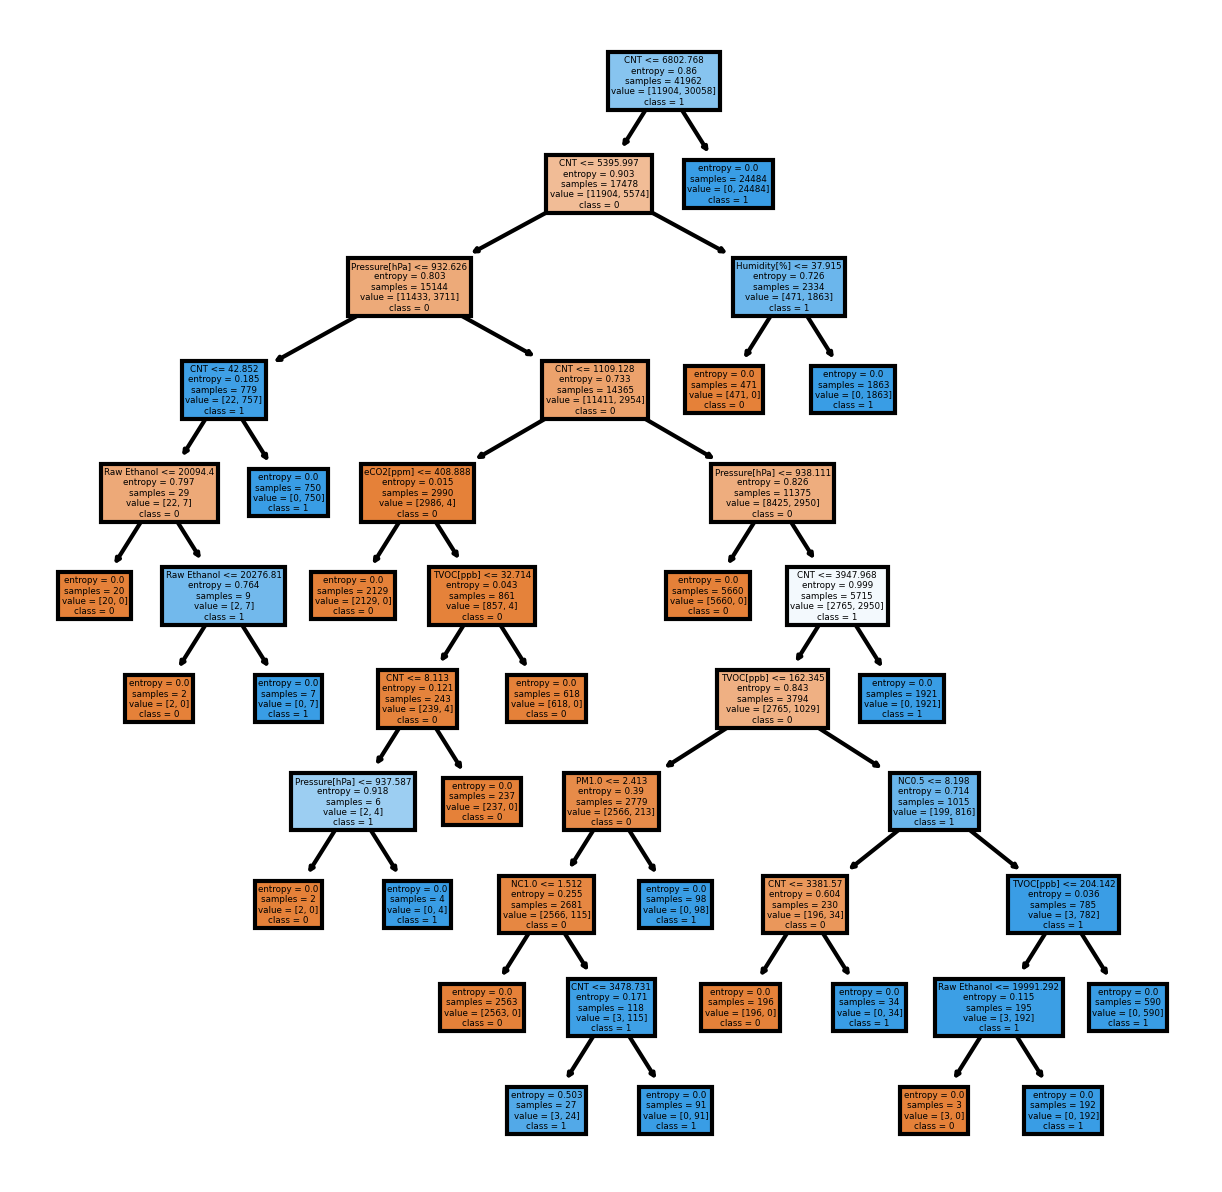 CNT <= 6802.768
entropy = 0.86
samples = 41962
value = [11904, 30058]
class = 1
CNT <= 5395.997
entropy = 0.903
samples = 17478
value = [11904, 5574]
class = 0
entropy = 0.0
samples = 24484
value = [0, 24484]
class = 1
Pressure[hPa] <= 932.626
entropy = 0.803
samples = 15144
value = [11433, 3711]
class = 0
Humidity[%] <= 37.915
entropy = 0.726
samples = 2334
value = [471, 1863]
class = 1
CNT <= 42.852
entropy = 0.185
samples = 779
value = [22, 757]
class = 1
CNT <= 1109.128
entropy = 0.733
samples = 14365
value = [11411, 2954]
class = 0
entropy = 0.0
samples = 471
value = [471, 0]
class = 0
entropy = 0.0
samples = 1863
value = [0, 1863]
class = 1
Raw Ethanol <= 20094.4
entropy = 0.797
samples = 29
value = [22, 7]
class = 0
entropy = 0.0
samples = 750
value = [0, 750]
class = 1
eCO2[ppm] <= 408.888
entropy = 0.015
samples = 2990
value = [2986, 4]
class = 0
Pressure[hPa] <= 938.111
entropy = 0.826
samples = 11375
value = [8425, 2950]
class = 0
entropy = 0.0
samples = 20
value = [20, 0]
class = 0
Raw Ethanol <= 20276.81
entropy = 0.764
samples = 9
value = [2, 7]
class = 1
entropy = 0.0
samples = 2129
value = [2129, 0]
class = 0
TVOC[ppb] <= 32.714
entropy = 0.043
samples = 861
value = [857, 4]
class = 0
entropy = 0.0
samples = 5660
value = [5660, 0]
class = 0
CNT <= 3947.968
entropy = 0.999
samples = 5715
value = [2765, 2950]
class = 1
entropy = 0.0
samples = 2
value = [2, 0]
class = 0
entropy = 0.0
samples = 7
value = [0, 7]
class = 1
CNT <= 8.113
entropy = 0.121
samples = 243
value = [239, 4]
class = 0
entropy = 0.0
samples = 618
value = [618, 0]
class = 0
TVOC[ppb] <= 162.345
entropy = 0.843
samples = 3794
value = [2765, 1029]
class = 0
entropy = 0.0
samples = 1921
value = [0, 1921]
class = 1
Pressure[hPa] <= 937.587
entropy = 0.918
samples = 6
value = [2, 4]
class = 1
entropy = 0.0
samples = 237
value = [237, 0]
class = 0
PM1.0 <= 2.413
entropy = 0.39
samples = 2779
value = [2566, 213]
class = 0
NC0.5 <= 8.198
entropy = 0.714
samples = 1015
value = [199, 816]
class = 1
entropy = 0.0
samples = 2
value = [2, 0]
class = 0
entropy = 0.0
samples = 4
value = [0, 4]
class = 1
NC1.0 <= 1.512
entropy = 0.255
samples = 2681
value = [2566, 115]
class = 0
entropy = 0.0
samples = 98
value = [0, 98]
class = 1
CNT <= 3381.57
entropy = 0.604
samples = 230
value = [196, 34]
class = 0
TVOC[ppb] <= 204.142
entropy = 0.036
samples = 785
value = [3, 782]
class = 1
entropy = 0.0
samples = 2563
value = [2563, 0]
class = 0
CNT <= 3478.731
entropy = 0.171
samples = 118
value = [3, 115]
class = 1
entropy = 0.0
samples = 196
value = [196, 0]
class = 0
entropy = 0.0
samples = 34
value = [0, 34]
class = 1
Raw Ethanol <= 19991.292
entropy = 0.115
samples = 195
value = [3, 192]
class = 1
entropy = 0.0
samples = 590
value = [0, 590]
class = 1
entropy = 0.503
samples = 27
value = [3, 24]
class = 1
entropy = 0.0
samples = 91
value = [0, 91]
class = 1
entropy = 0.0
samples = 3
value = [3, 0]
class = 0
entropy = 0.0
samples = 192
value = [0, 192]
class = 1